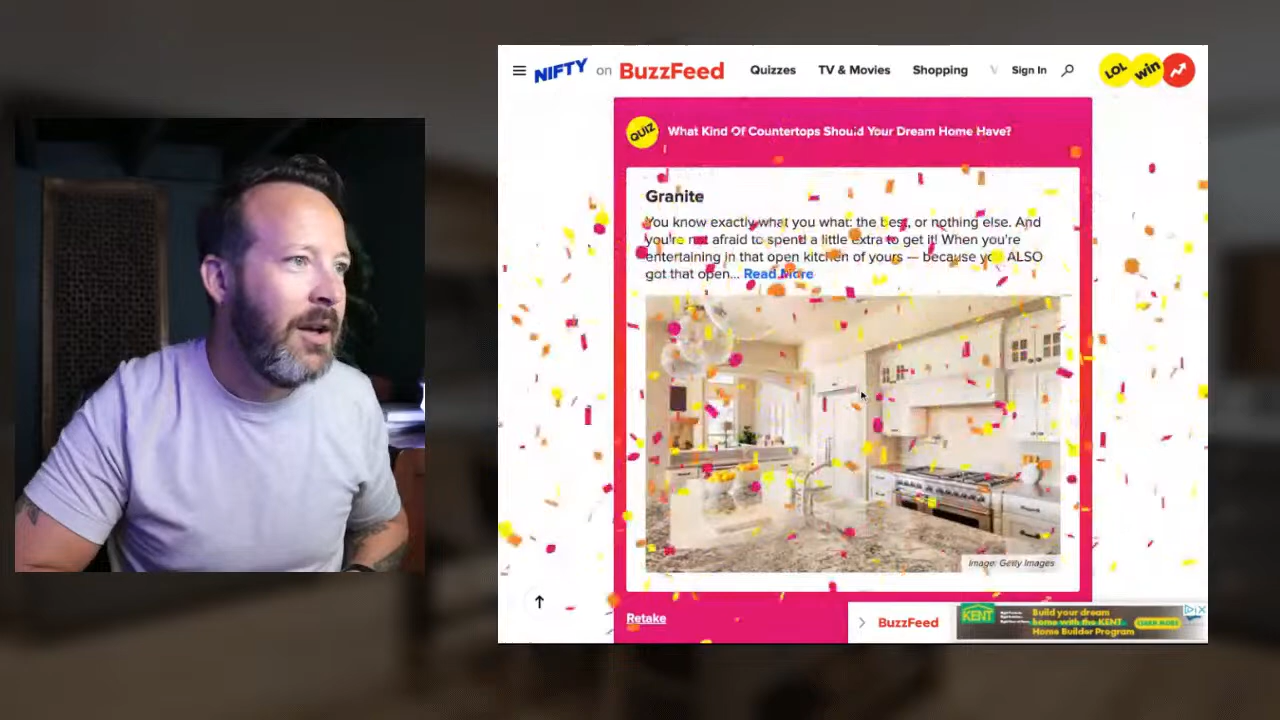 NIFTY on BuzzFeed Quizzes TV & Movies Shopping Sign In LOL win
QUIZ What Kind Of Countertops Should Your Dream Home Have?
Granite
You know exactly what you what: the best, or nothing else. And
you're not afraid to spend a little extra to get it! When you're
entertaining in that open kitchen of yours — because you ALSO
got that open... Read More
Image: Getty Images
Retake
BuzzFeed
KENT
Build your dream
home with the KENT
Home Builder Program
LEARN MORE